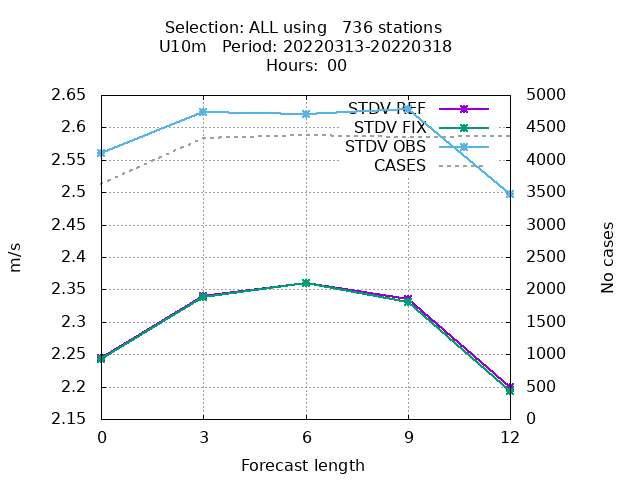 Selection: ALL using   736 stations
U10m   Period: 20220313-20220318
Hours:  00
STDV REF
STDV FIX
STDV OBS
CASES
2.65
2.6
2.55
2.5
2.45
2.4
2.35
2.3
2.25
2.2
2.15
5000
4500
4000
3500
3000
2500
2000
1500
1000
500
0
m/s
No cases
0 3 6 9 12
Forecast length